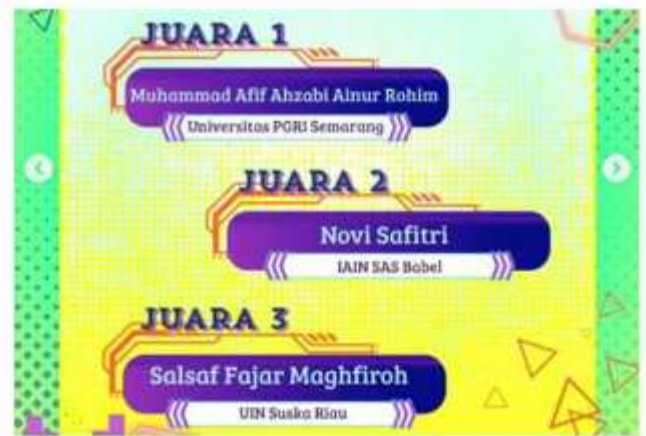 JUARA 1
Muhammad Afif Ahzabi Ainur Rohim
Universitas PGRI Semarang
JUARA 2
Novi Safitri
IAIN SAS Babel
JUARA 3
Salsaf Fajar Maghfiroh
UIN Suska Riau